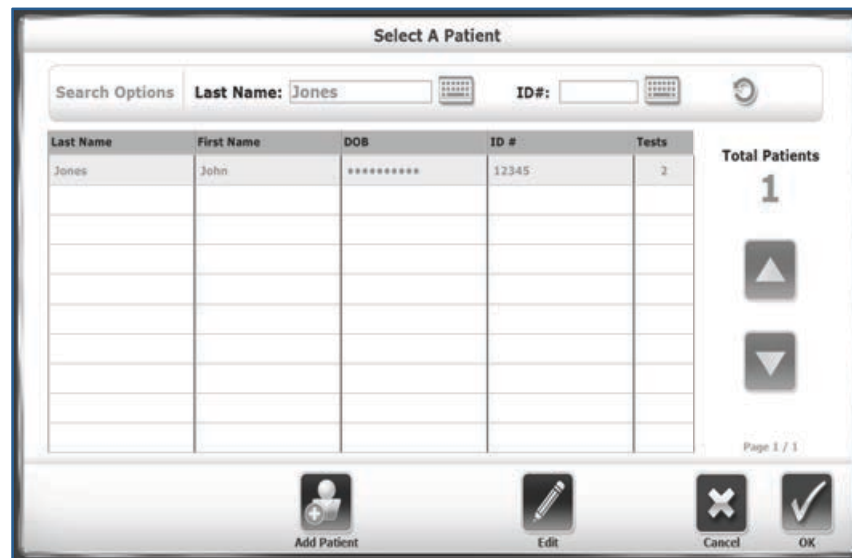 Select A Patient
Search Options Last Name: Jones ID#:
Last Name First Name DOB ID # Tests
Jones John ********** 12345 2
Total Patients
1
Page 1 / 1
Add Patient Edit Cancel OK